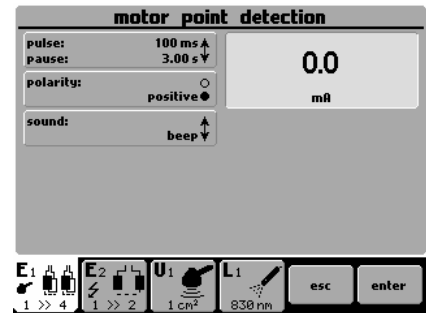 motor point detection
pulse: 100 ms
pause: 3.00 s
polarity:
positive
sound:
beep
0.0
mA
E1
1 >> 4
E2
1 >> 2
U1
1 cm²
L1
830 nm
esc
enter